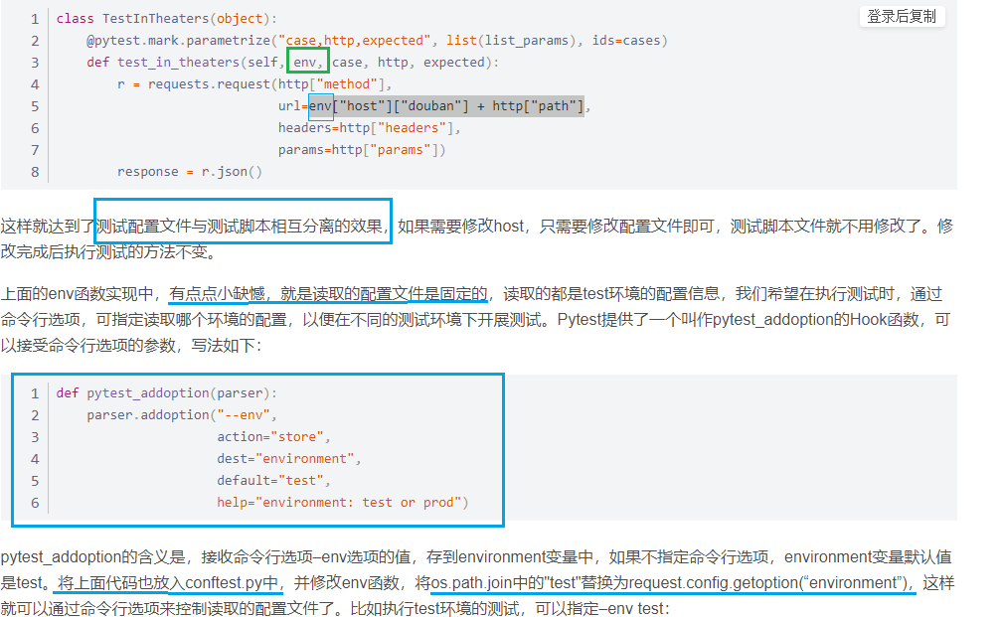 登录后复制
1 class TestInTheaters(object):
2 @pytest.mark.parametrize("case,http,expected", list(list_params), ids=cases)
3 def test_in_theaters(self, env, case, http, expected):
4 r = requests.request(http["method"],
5 url=env["host"]["douban"] + http["path"],
6 headers=http["headers"],
7 params=http["params"])
8 response = r.json()
这样就达到了测试配置文件与测试脚本相互分离的效果，如果需要修改host，只需要修改配置文件即可，测试脚本文件就不用修改了。修
改完成后执行测试的方法不变。
上面的env函数实现中，有点点小缺憾，就是读取的配置文件是固定的，读取的都是test环境的配置信息，我们希望在执行测试时，通过
命令行选项，可指定读取哪个环境的配置，以便在不同的测试环境下开展测试。Pytest提供了一个叫作pytest_addoption的Hook函数，可
以接受命令行选项的参数，写法如下：
1 def pytest_addoption(parser):
2 parser.addoption("--env",
3 action="store",
4 dest="environment",
5 default="test",
6 help="environment: test or prod")
pytest_addoption的含义是，接收命令行选项–env选项的值，存到environment变量中，如果不指定命令行选项，environment变量默认值
是test。将上面代码也放入conftest.py中，并修改env函数，将os.path.join中的"test"替换为request.config.getoption(“environment”)，这样
就可以通过命令行选项来控制读取的配置文件了。比如执行test环境的测试，可以指定–env test：